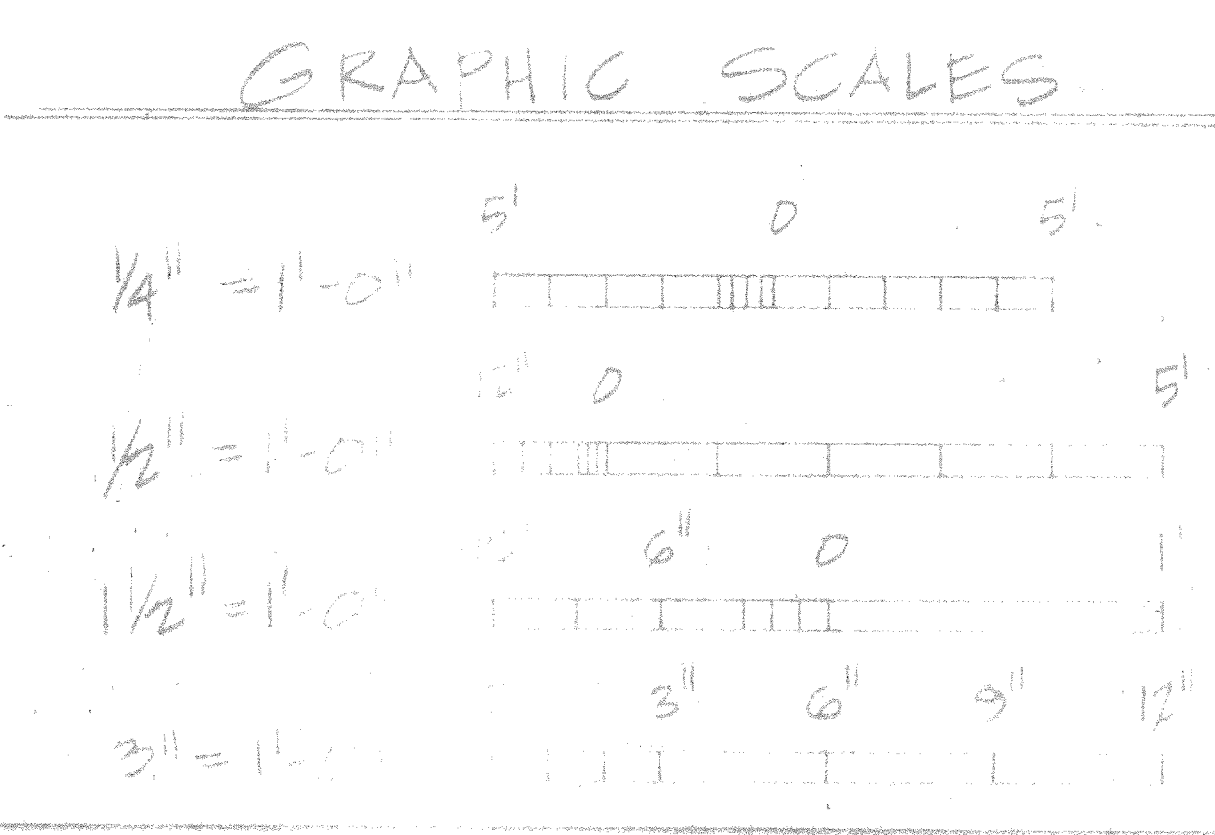 GRAPHIC SCALES
5' 0 5'
1/4" = 1'-0"
12" 0 5'
1/2" = 1'-0"
12" 6" 0 1'
1 1/2" = 1'-0"
3" 6" 9" 12"
3" = 1'-0